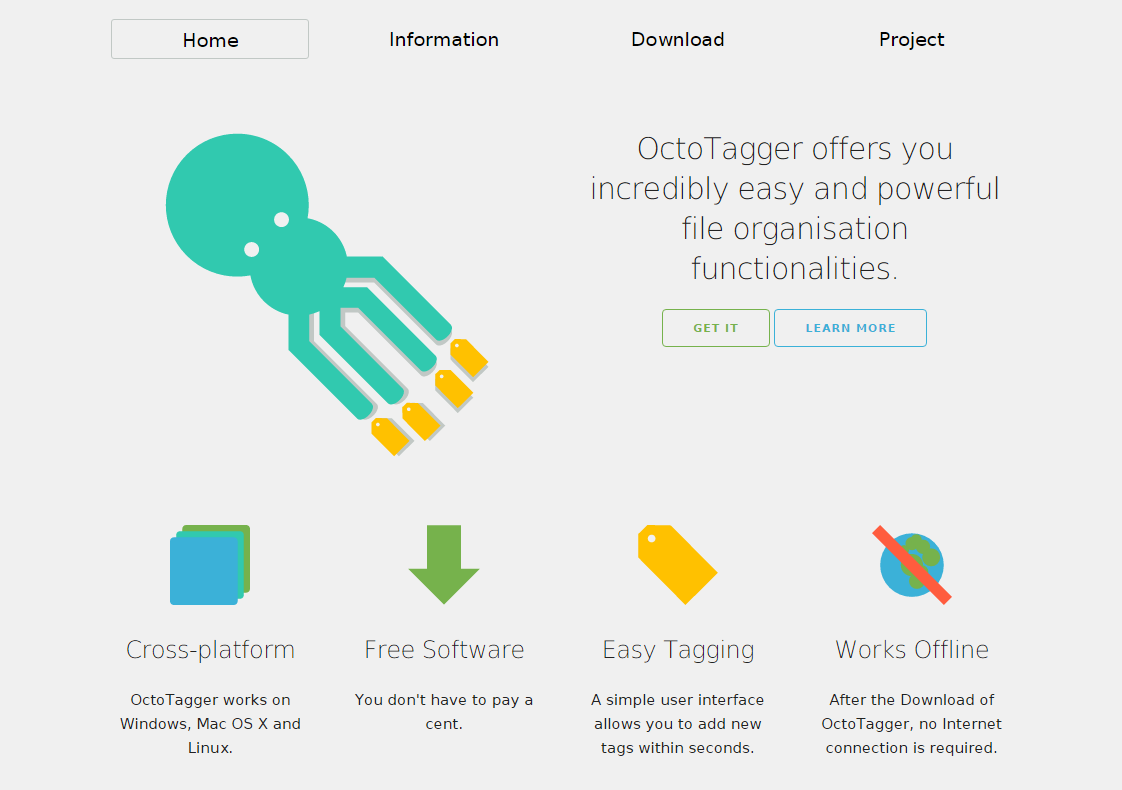 Home
Information
Download
Project
OctoTagger offers you
incredibly easy and powerful
file organisation
functionalities.
GET IT
LEARN MORE
Cross-platform
OctoTagger works on
Windows, Mac OS X and
Linux.
Free Software
You don't have to pay a
cent.
Easy Tagging
A simple user interface
allows you to add new
tags within seconds.
Works Offline
After the Download of
OctoTagger, no Internet
connection is required.